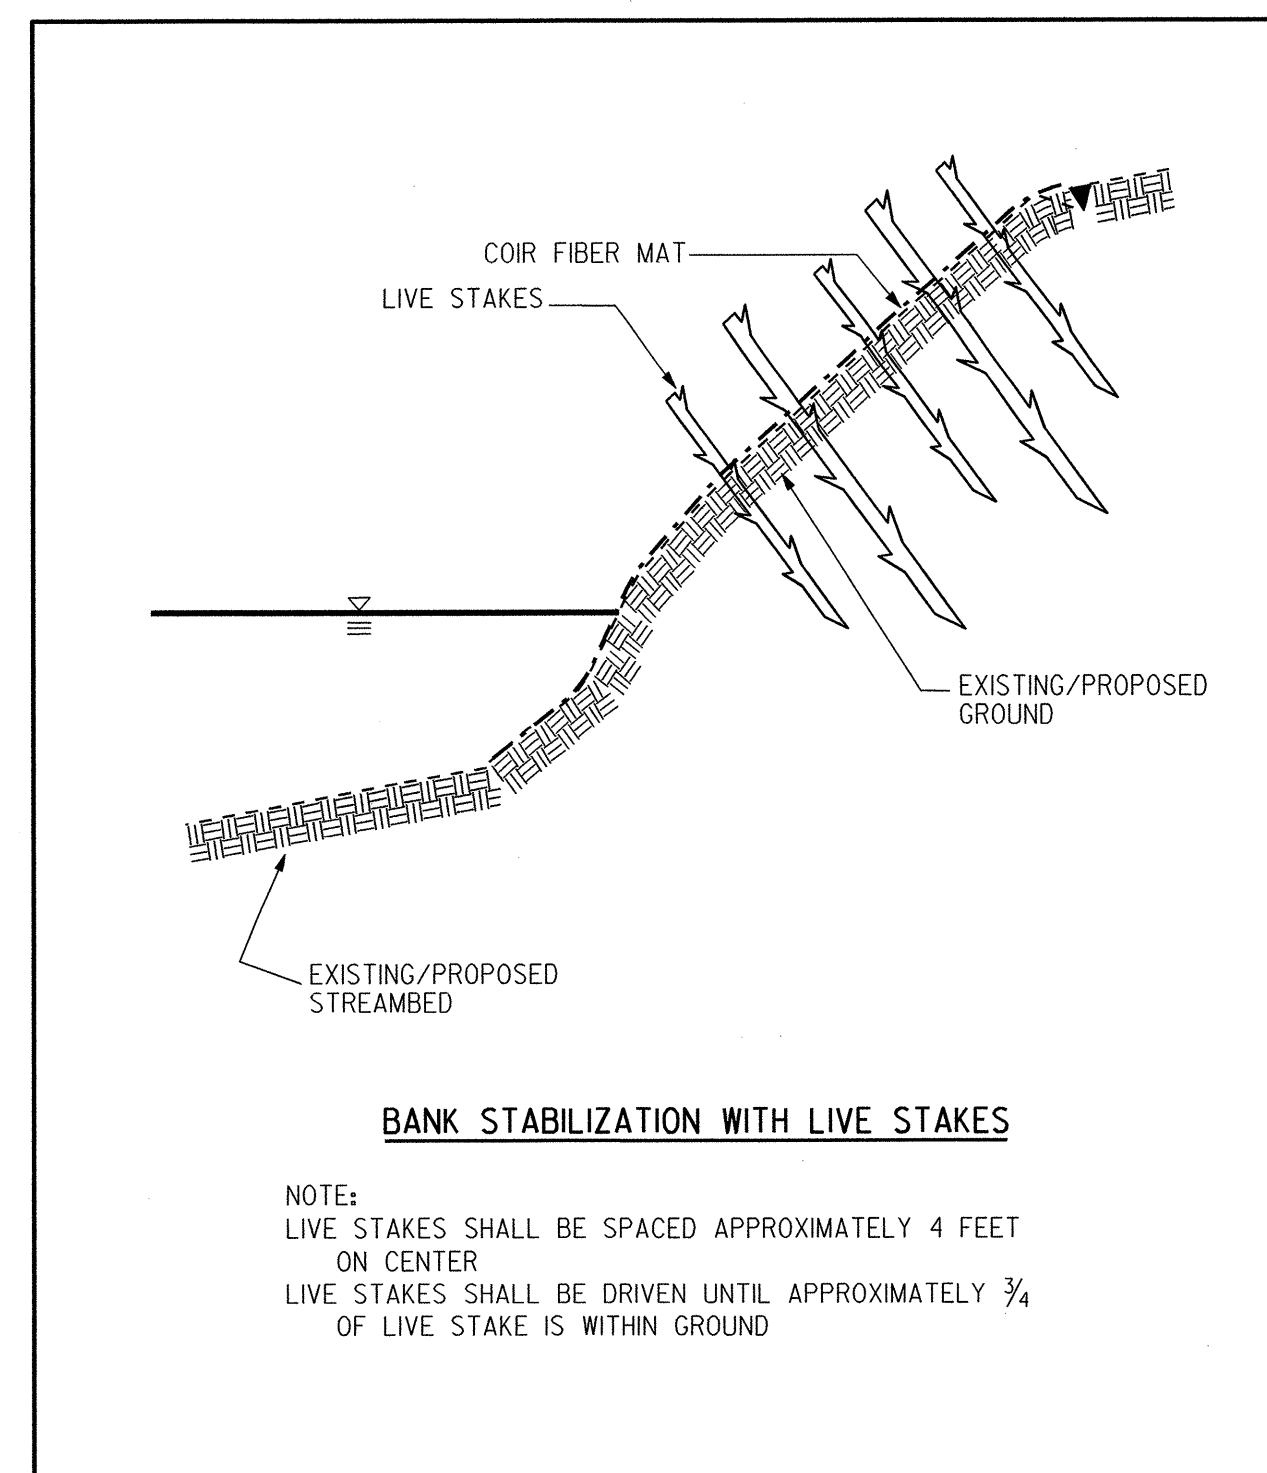 COIR FIBER MAT
LIVE STAKES
EXISTING/PROPOSED
GROUND
EXISTING/PROPOSED
STREAMBED
BANK STABILIZATION WITH LIVE STAKES
NOTE:
LIVE STAKES SHALL BE SPACED APPROXIMATELY 4 FEET
ON CENTER
LIVE STAKES SHALL BE DRIVEN UNTIL APPROXIMATELY 3/4
OF LIVE STAKE IS WITHIN GROUND